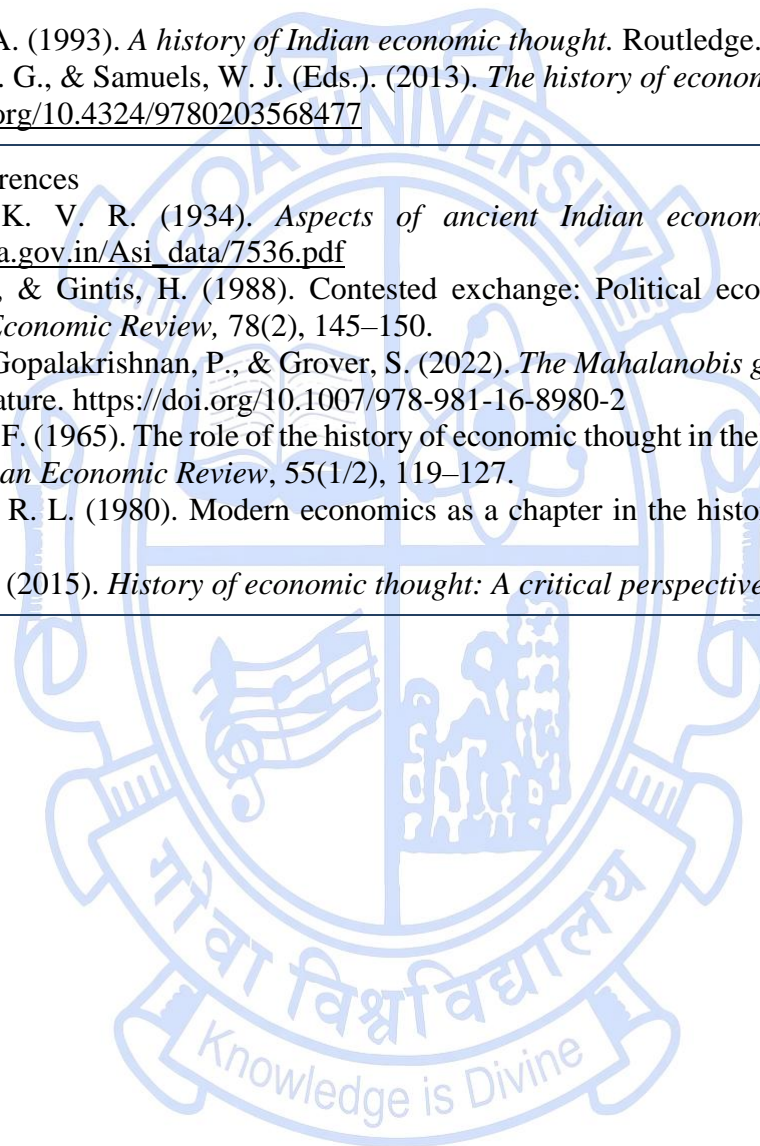 A. (1993). A history of Indian economic thought. Routledge.
. G., & Samuels, W. J. (Eds.). (2013). The history of econom
org/10.4324/9780203568477
rences
K. V. R. (1934). Aspects of ancient Indian econom
a.gov.in/Asi_data/7536.pdf
, & Gintis, H. (1988). Contested exchange: Political eco
Economic Review, 78(2), 145–150.
Gopalakrishnan, P., & Grover, S. (2022). The Mahalanobis g
ature. https://doi.org/10.1007/978-981-16-8980-2
F. (1965). The role of the history of economic thought in the
an Economic Review, 55(1/2), 119–127.
R. L. (1980). Modern economics as a chapter in the histor
(2015). History of economic thought: A critical perspective
GOA UNIVERSITY
गोंवा विश्वविद्यालय
Knowledge is Divine